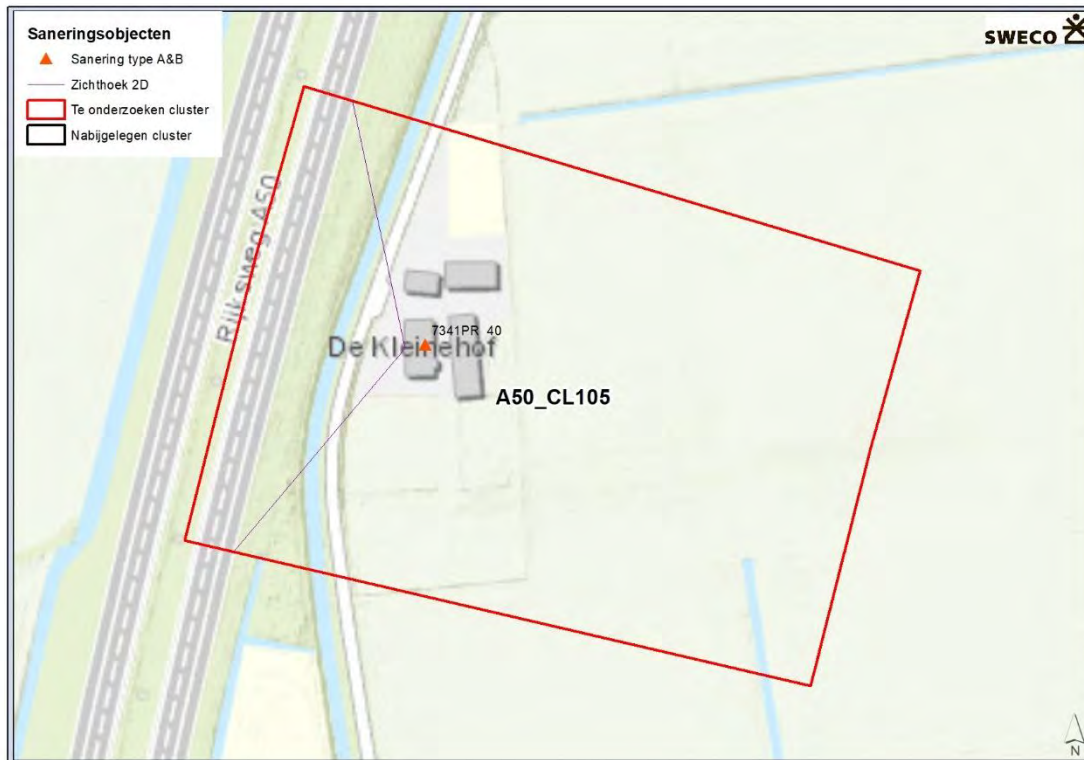 Saneringsobjecten
Sanering type A&B
Zichthoek 2D
Te onderzoeken cluster
Nabijgelegen cluster
SWECO
Rijksweg A50
7341PR 40
De Kleinehof
A50_CL105
N